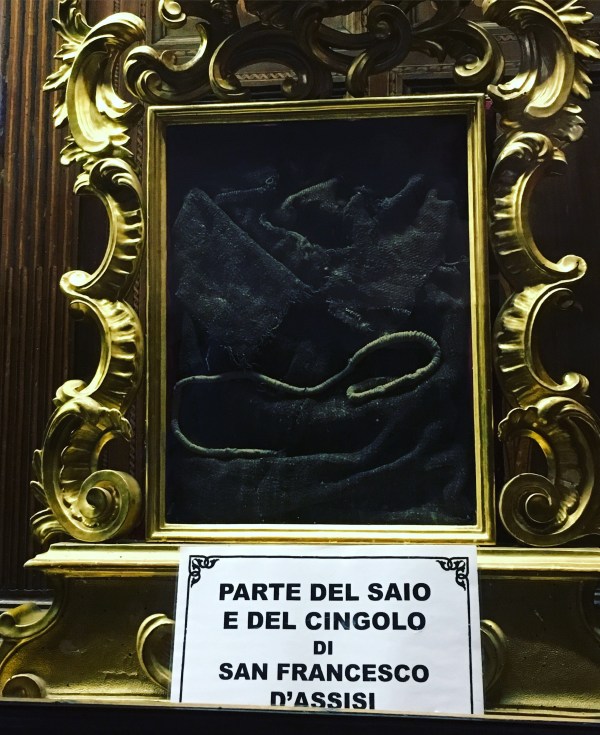 PARTE DEL SAIO
E DEL CINGOLO
DI
SAN FRANCESCO
D'ASSISI